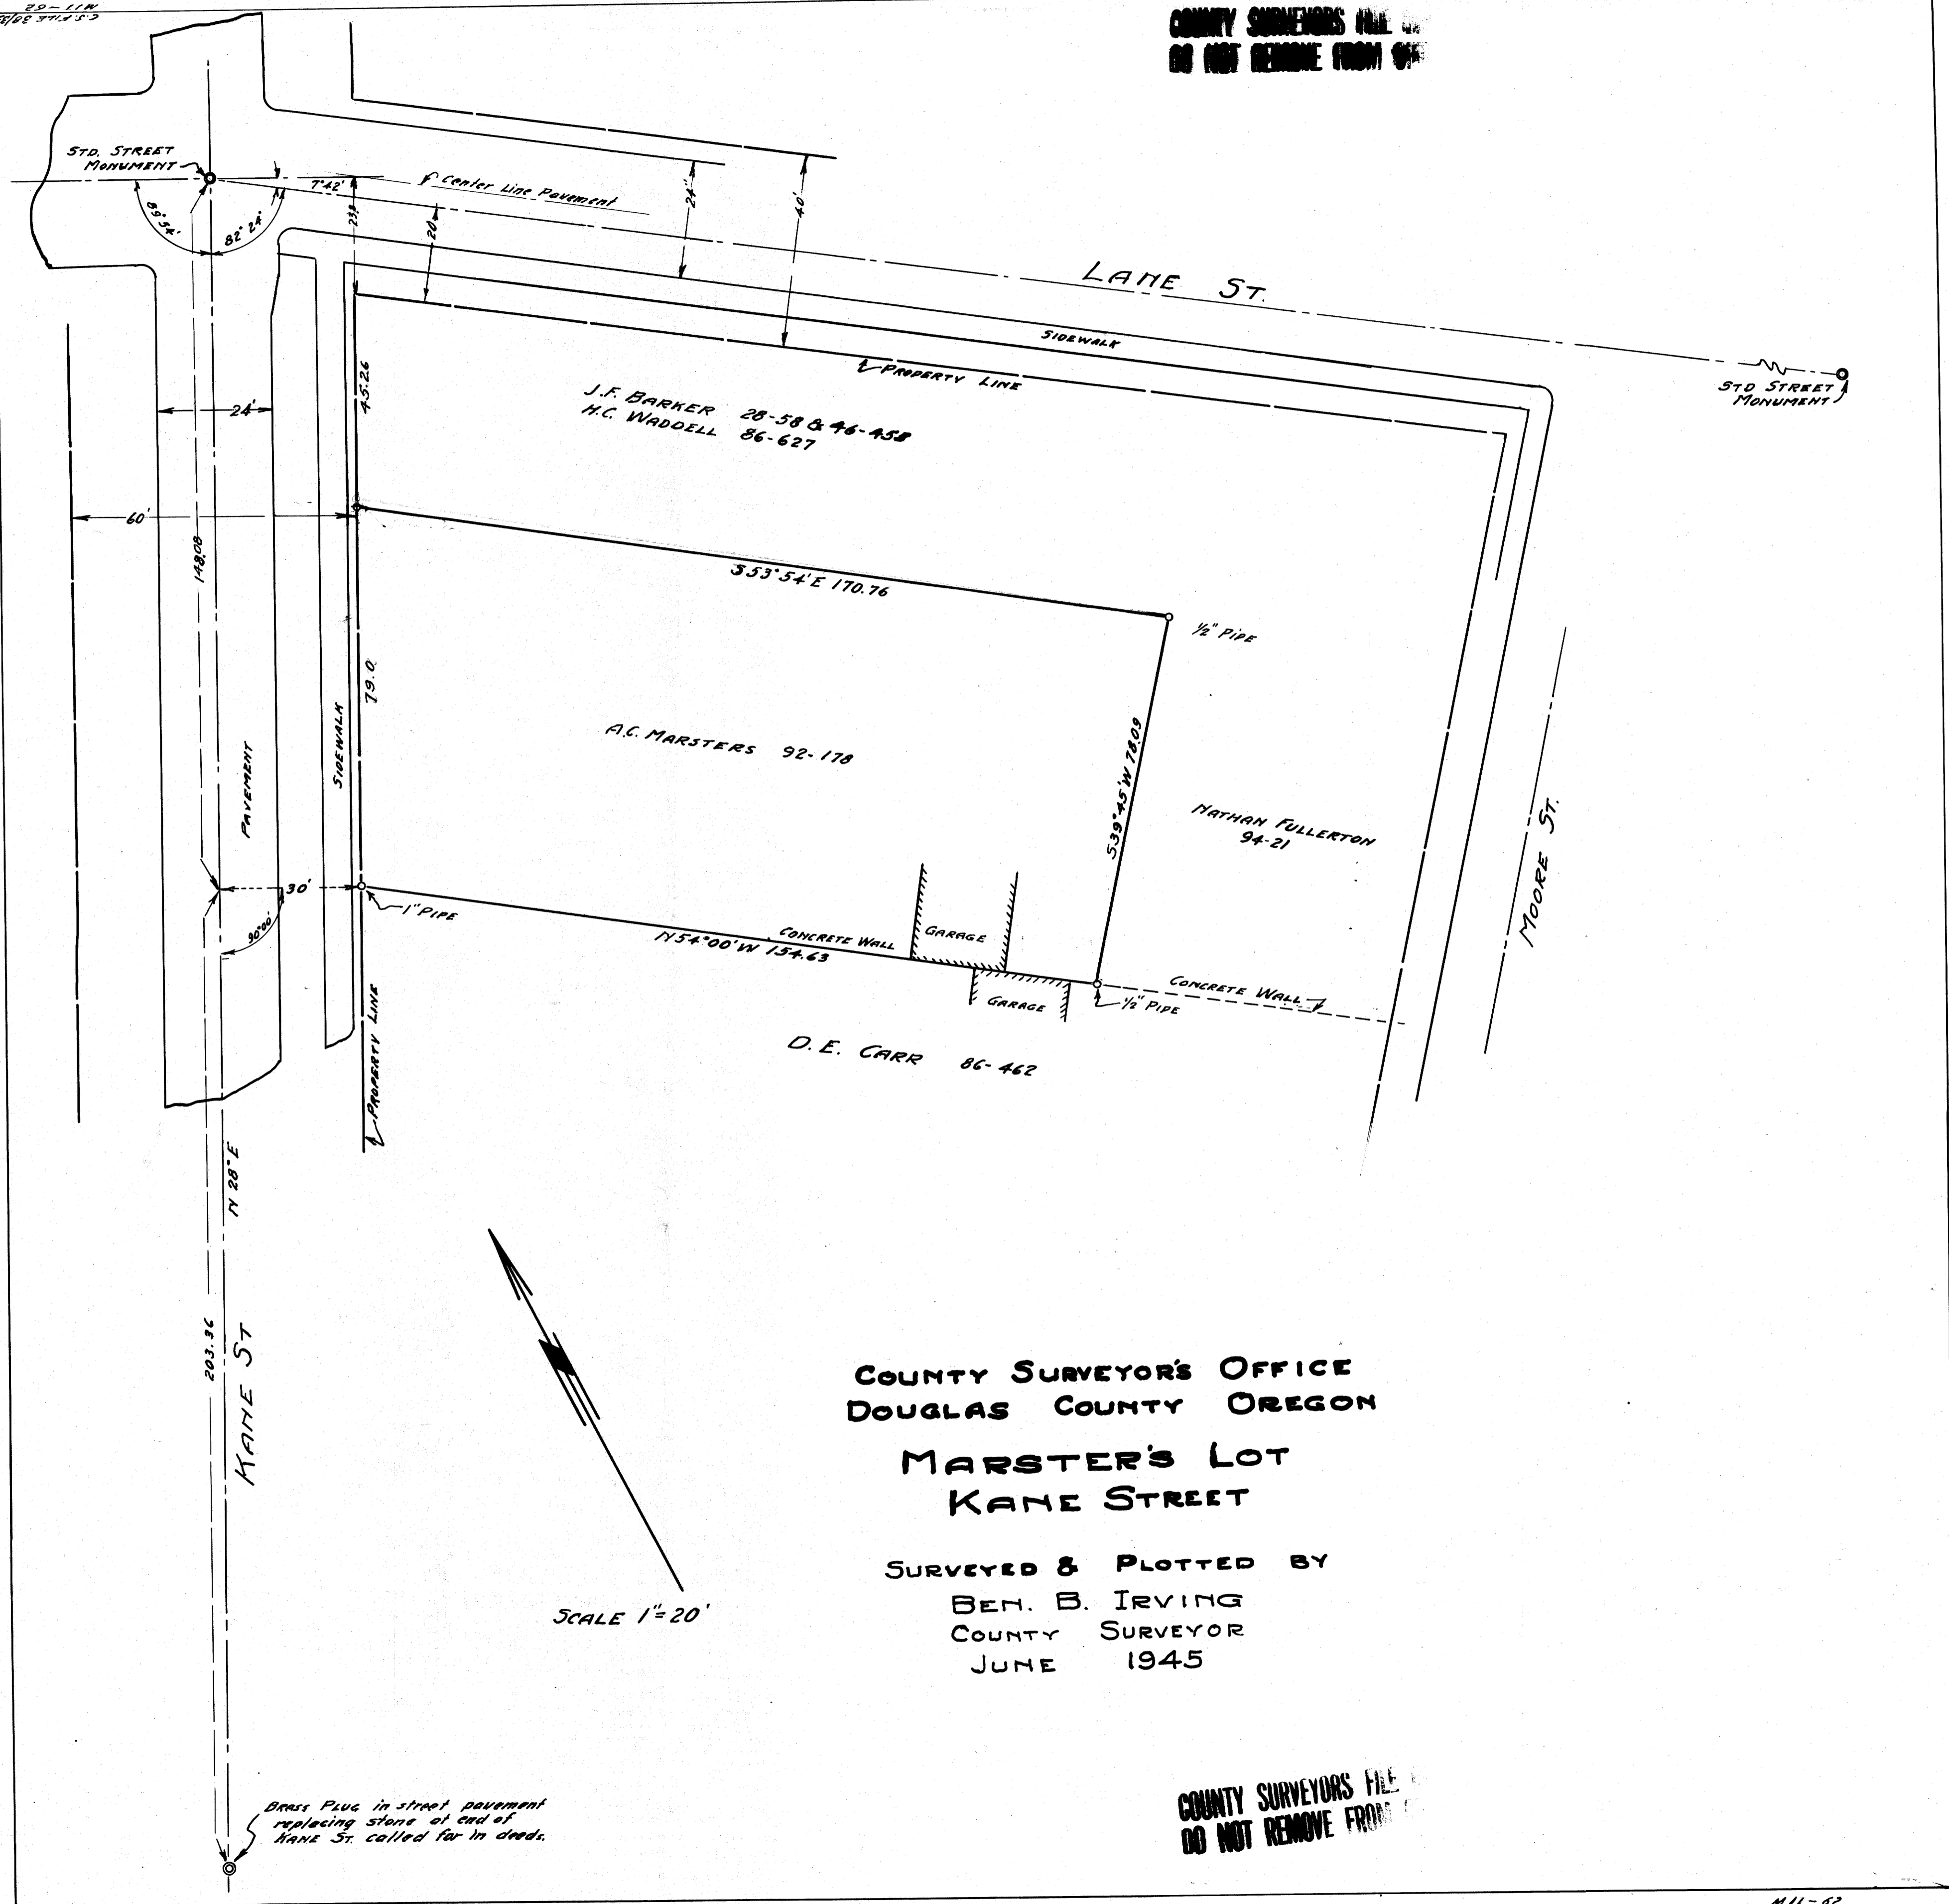 M11-62
COUNTY SURVEYORS FILE
DO NOT REMOVE FROM
STD. STREET
MONUMENT
7°42'
Center Line Pavement
89°54'
82°24'
20
24"
40'
LANE ST.
SIDEWALK
PROPERTY LINE
STD STREET
MONUMENT
45.26
J.F. BARKER 28-58 & 46-458
H.C. WADDELL 86-627
24'
60'
148.08
S53°54'E 170.76
1/2" PIPE
79.0'
SIDEWALK
PAVEMENT
A.C. MARSTERS 92-178
S39°45'W 78.09
NATHAN FULLERTON
94-21
MOORE ST.
30'
1" PIPE
90°00'
N54°00'W 154.63
CONCRETE WALL
GARAGE
GARAGE
1/2" PIPE
CONCRETE WALL
D.E. CARR 86-462
PROPERTY LINE
N 28°E
203.36
KANE ST
SCALE 1"=20'
COUNTY SURVEYOR'S OFFICE
DOUGLAS COUNTY OREGON
MARSTER'S LOT
KANE STREET
SURVEYED & PLOTTED BY
BEN. B. IRVING
COUNTY SURVEYOR
JUNE 1945
BRASS PLUG in street pavement
replacing stone at end of
KANE ST. called for in deeds.
COUNTY SURVEYORS FILE
DO NOT REMOVE FROM
M11-62